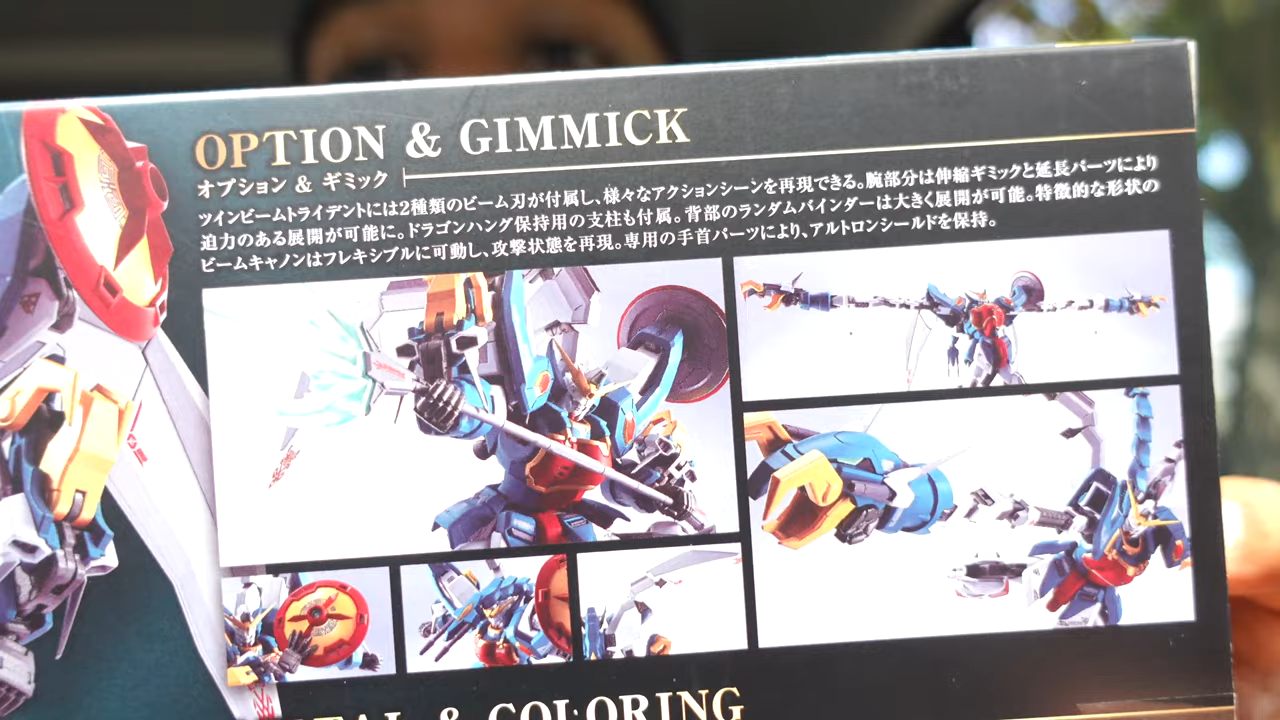 OPTION & GIMMICK
オプション & ギミック
ツインビームトライデントには2種類のビーム刃が付属し、様々なアクションシーンを再現できる。腕部分は伸縮ギミックと延長パーツにより
迫力のある展開が可能に。ドラゴンハング保持用の支柱も付属。背部のランダムバインダーは大きく展開が可能。特徴的な形状の
ビームキャノンはフレキシブルに可動し、攻撃状態を再現。専用の手首パーツにより、アルトロンシールドを保持。
& COLORING